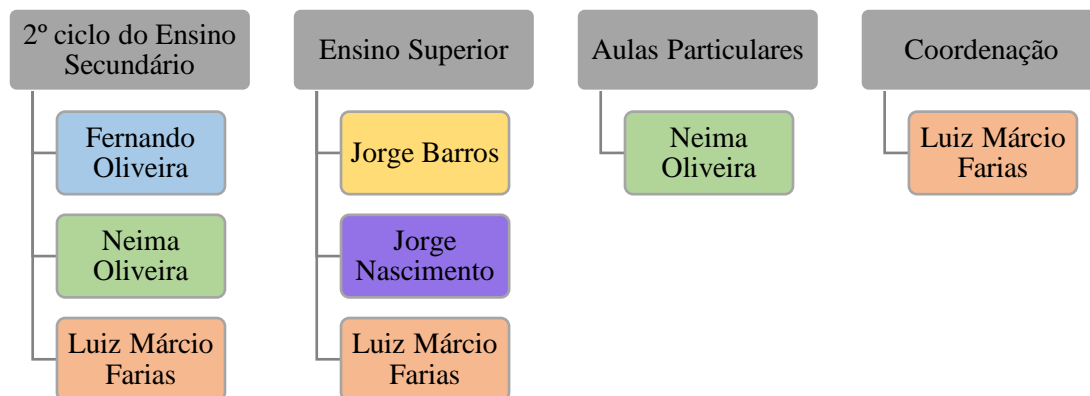 2º ciclo do Ensino
Secundário
Fernando
Oliveira
Neima
Oliveira
Luiz Márcio
Farias
Ensino Superior
Jorge Barros
Jorge
Nascimento
Luiz Márcio
Farias
Aulas Particulares
Neima
Oliveira
Coordenação
Luiz Márcio
Farias